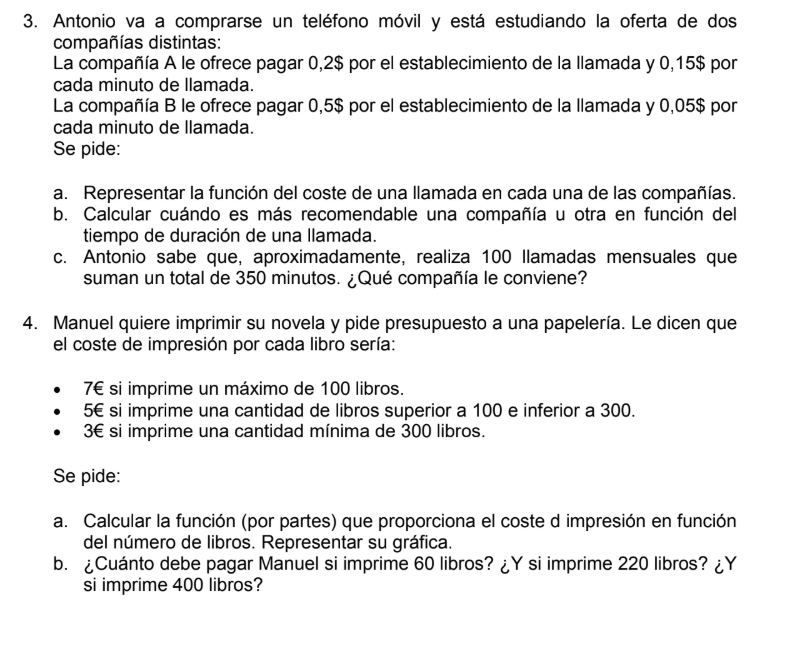 3. Antonio va a comprarse un teléfono móvil y está estudiando la oferta de dos
compañías distintas:
La compañía A le ofrece pagar 0,2$ por el establecimiento de la llamada y 0,15$ por
cada minuto de llamada.
La compañía B le ofrece pagar 0,5$ por el establecimiento de la llamada y 0,05$ por
cada minuto de llamada.
Se pide:
a. Representar la función del coste de una llamada en cada una de las compañías.
b. Calcular cuándo es más recomendable una compañía u otra en función del
tiempo de duración de una llamada.
c. Antonio sabe que, aproximadamente, realiza 100 llamadas mensuales que
suman un total de 350 minutos. ¿Qué compañía le conviene?
4. Manuel quiere imprimir su novela y pide presupuesto a una papelería. Le dicen que
el coste de impresión por cada libro sería:
• 7€ si imprime un máximo de 100 libros.
• 5€ si imprime una cantidad de libros superior a 100 e inferior a 300.
• 3€ si imprime una cantidad mínima de 300 libros.
Se pide:
a. Calcular la función (por partes) que proporciona el coste d impresión en función
del número de libros. Representar su gráfica.
b. ¿Cuánto debe pagar Manuel si imprime 60 libros? ¿Y si imprime 220 libros? ¿Y
si imprime 400 libros?